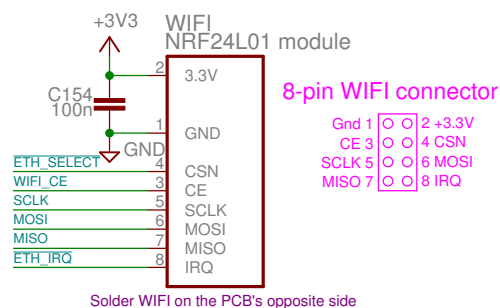 +3V3
WIFI
NRF24L01 module
C154
100n
2
3.3V
1
GND
GND
ETH_SELECT
4
CSN
WIFI_CE
3
CE
SCLK
5
SCLK
MOSI
6
MOSI
MISO
7
MISO
ETH_IRQ
8
IRQ
8-pin WIFI connector
Gnd 1 2 +3.3V
CE 3 4 CSN
SCLK 5 6 MOSI
MISO 7 8 IRQ
Solder WIFI on the PCB's opposite side